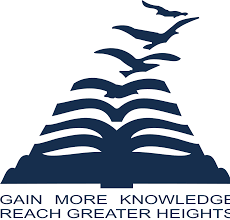 GAIN MORE KNOWLEDGE
REACH GREATER HEIGHTS